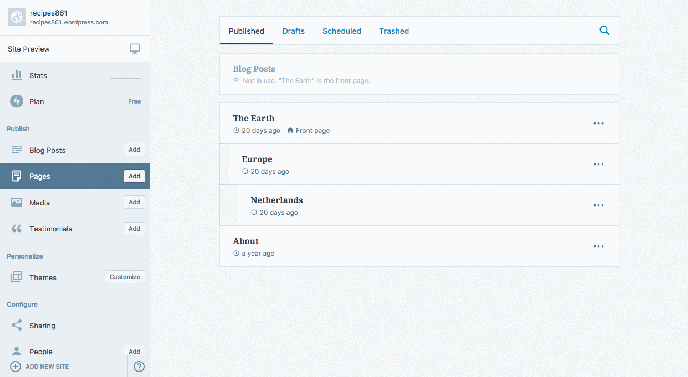 recipes851
recipes851.wordpress.com
Site Preview
Stats
Plan
Free
Publish
Blog Posts
Add
Pages
Add
Media
Add
Testimonials
Add
Personalize
Themes
Customize
Configure
Sharing
People
Add
ADD NEW SITE
Published
Drafts
Scheduled
Trashed
Blog Posts
Not in use. "The Earth" is the front page.
The Earth
20 days ago
Front page
Europe
20 days ago
Netherlands
20 days ago
About
a year ago